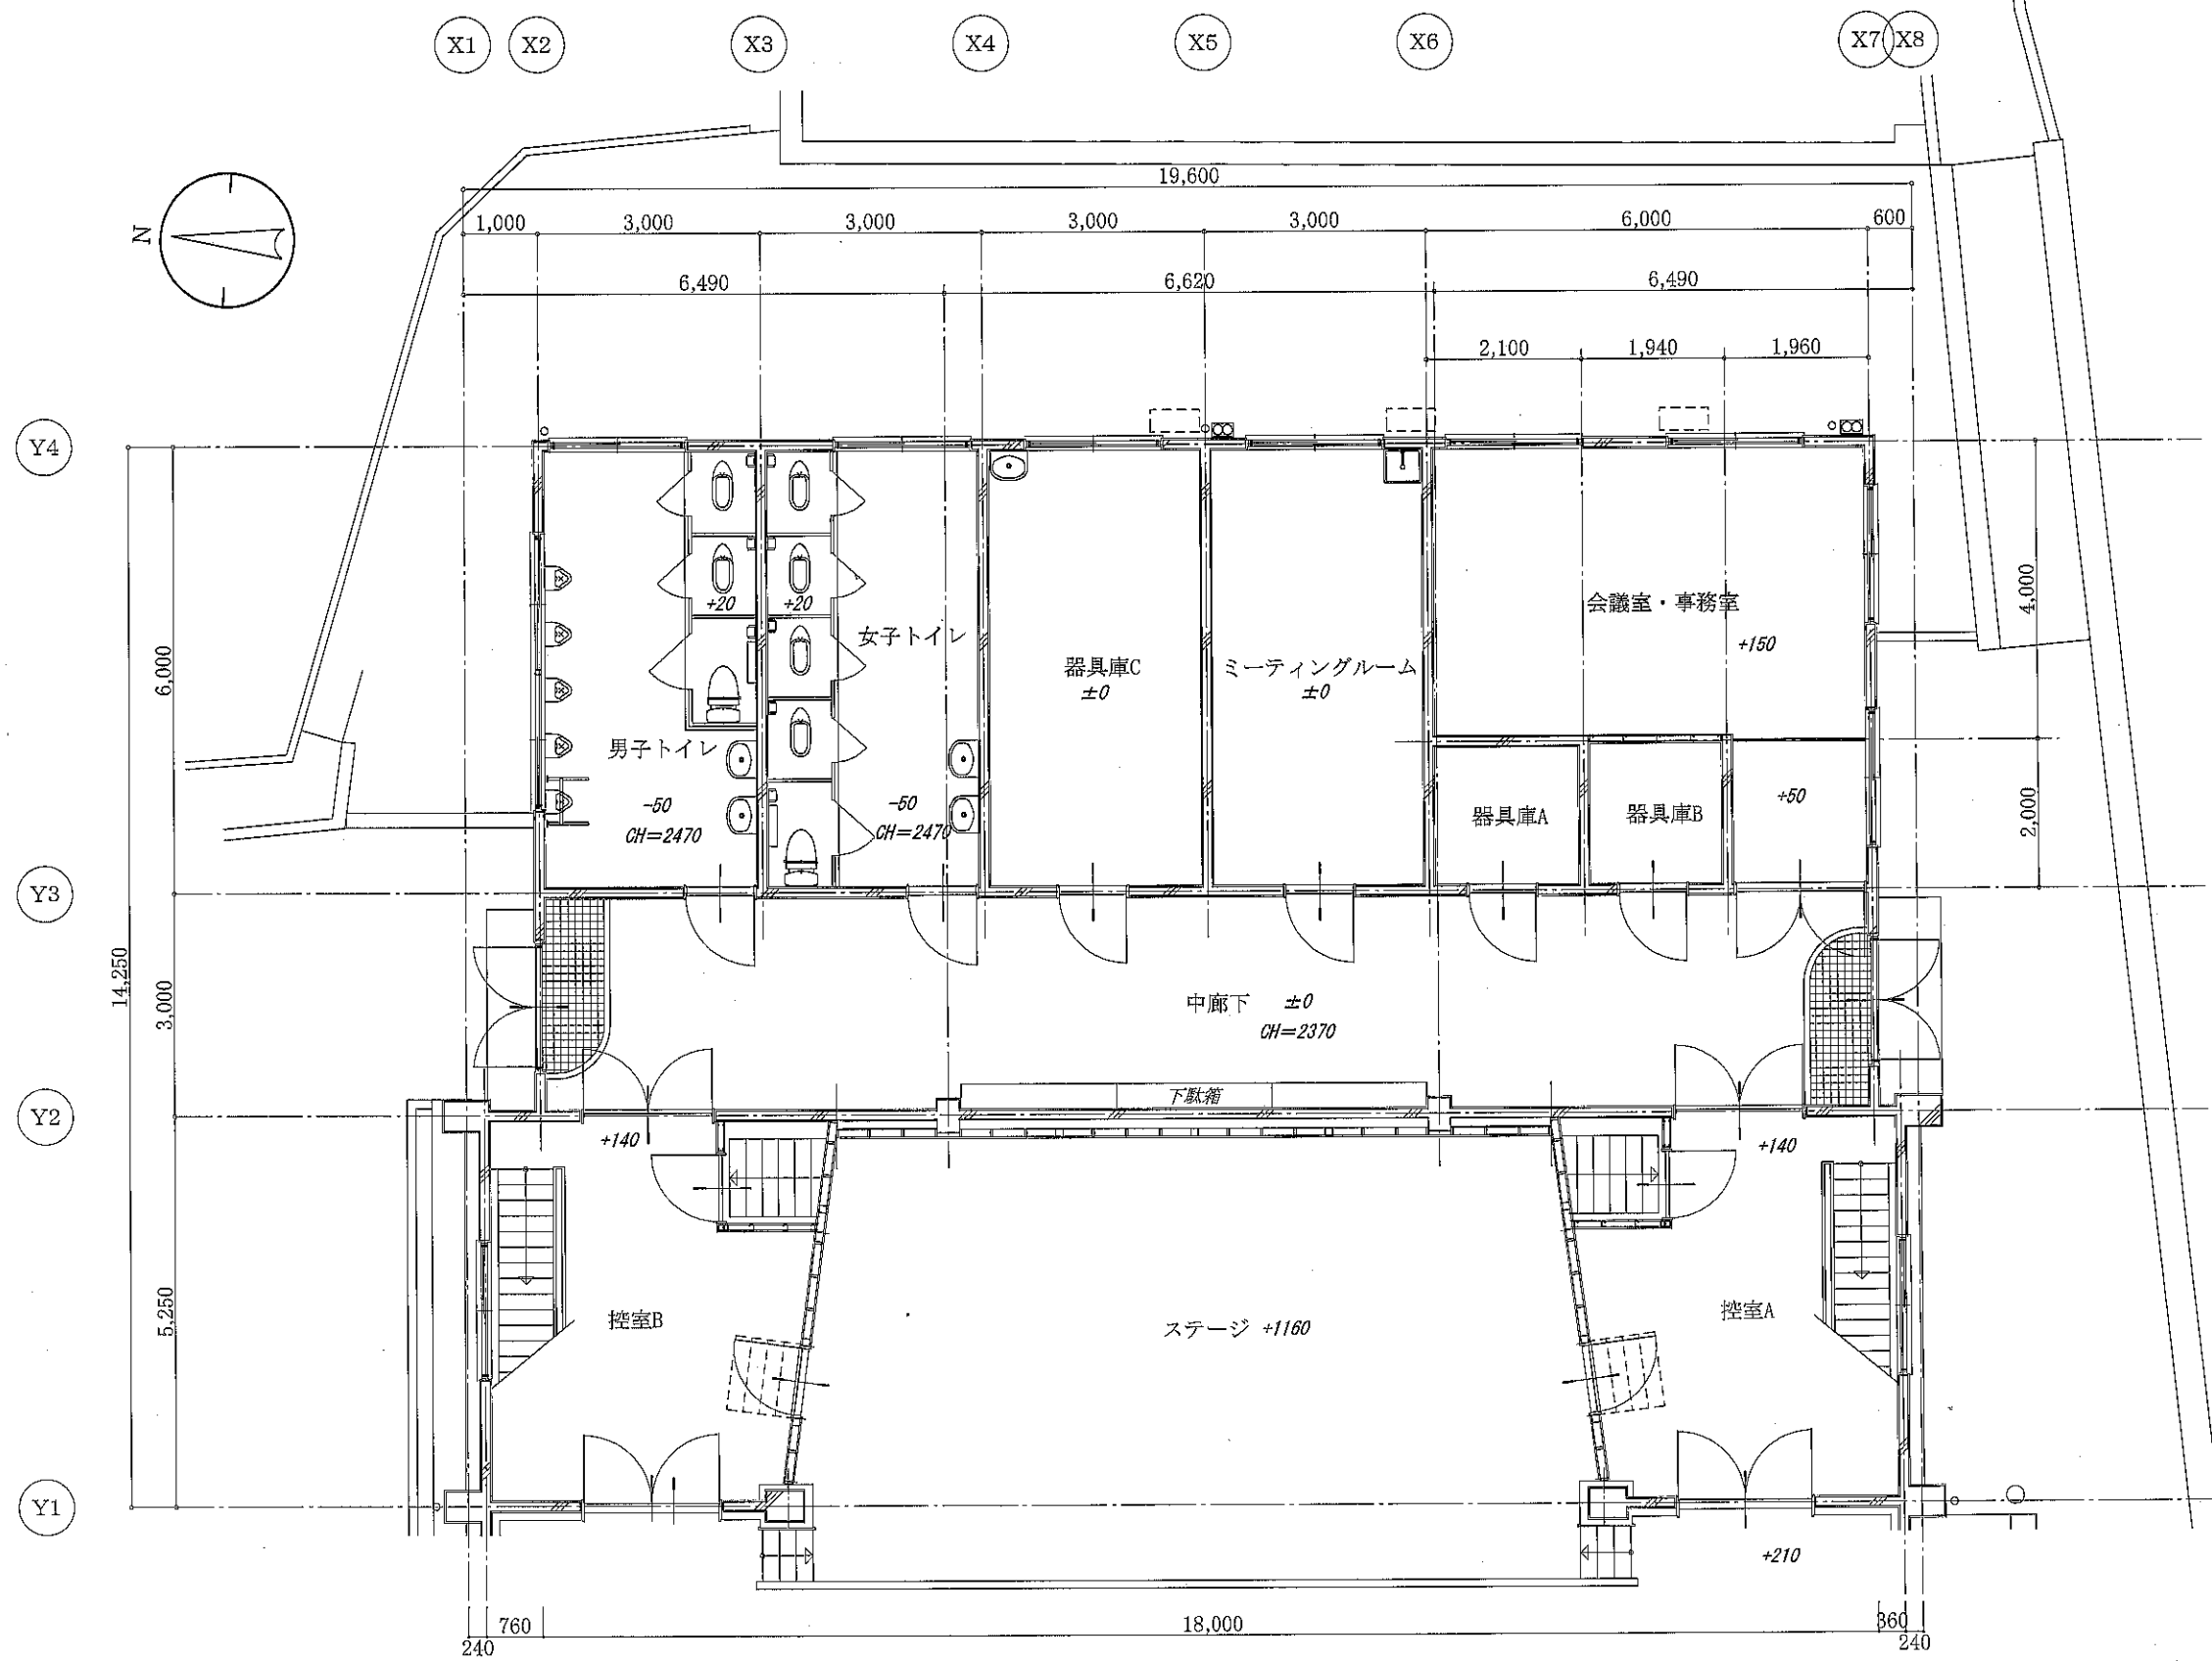 X1 X2 X3 X4 X5 X6 X7 X8
N
19,600
1,000 3,000 3,000 3,000 3,000 6,000 600
6,490 6,620 6,490
2,100 1,940 1,960
Y4
4,000
+20 +20
会議室・事務室
女子トイレ
+150
6,000
器具庫C
±0
ミーティングルーム
±0
男子トイレ
-50
CH=2470
-50
CH=2470
器具庫A
器具庫B
+50
2,000
Y3
14,250
3,000
中廊下 ±0
CH=2370
下駄箱
Y2
+140
+140
5,250
控室B
ステージ +1160
控室A
Y1
+210
760 18,000 360
240 240